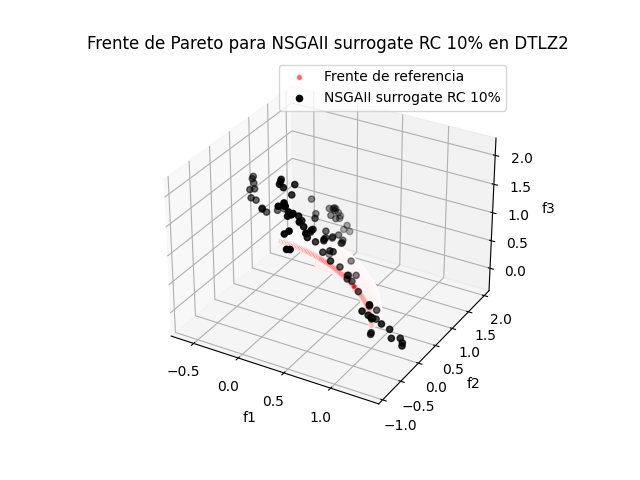 Frente de Pareto para NSGAII surrogate RC 10% en DTLZ2
Frente de referencia
NSGAII surrogate RC 10%
2.0
1.5
1.0
0.5
0.0
f3
2.0
1.5
1.0
0.5
0.0
−0.5
−1.0
f2
−0.5
0.0
0.5
1.0
f1